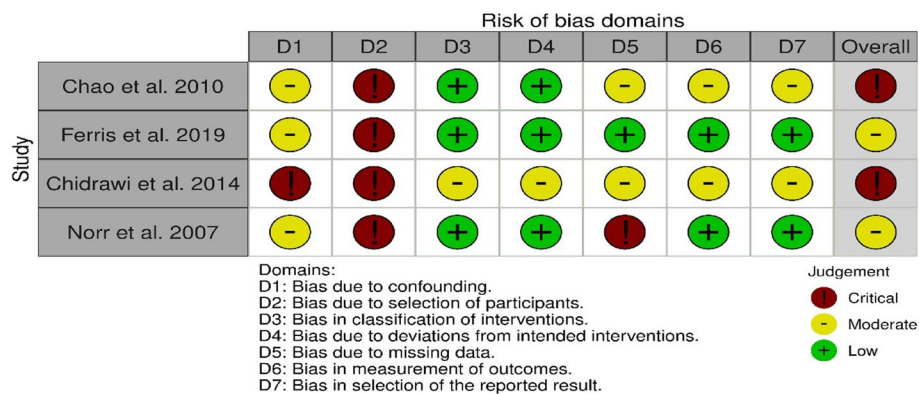 Risk of bias domains
D1 D2 D3 D4 D5 D6 D7 Overall
Study
Chao et al. 2010 - ! + + - - - !
Ferris et al. 2019 - ! + + + + + -
Chidrawi et al. 2014 ! ! - - - - - !
Norr et al. 2007 - ! + + ! + + -
Domains:
D1: Bias due to confounding.
D2: Bias due to selection of participants.
D3: Bias in classification of interventions.
D4: Bias due to deviations from intended interventions.
D5: Bias due to missing data.
D6: Bias in measurement of outcomes.
D7: Bias in selection of the reported result.
Judgement
! Critical
- Moderate
+ Low